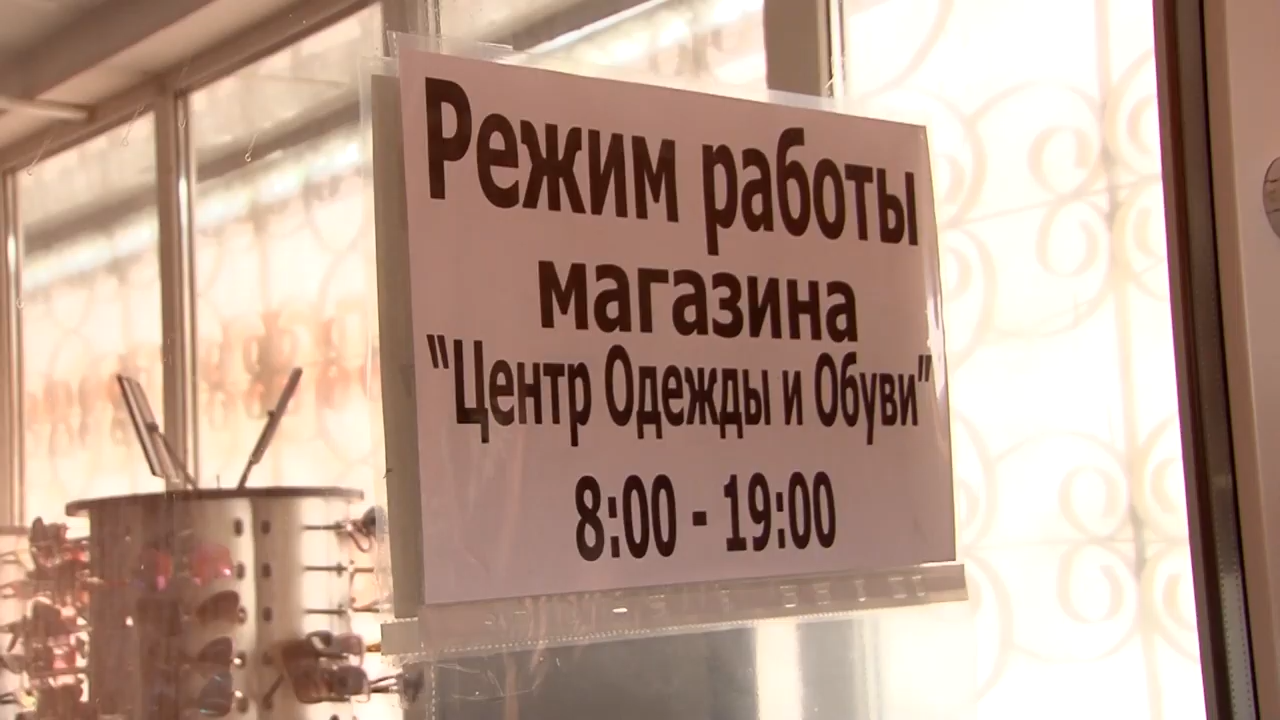 Режим работы
магазина
"Центр Одежды и Обуви"
8:00 - 19:00